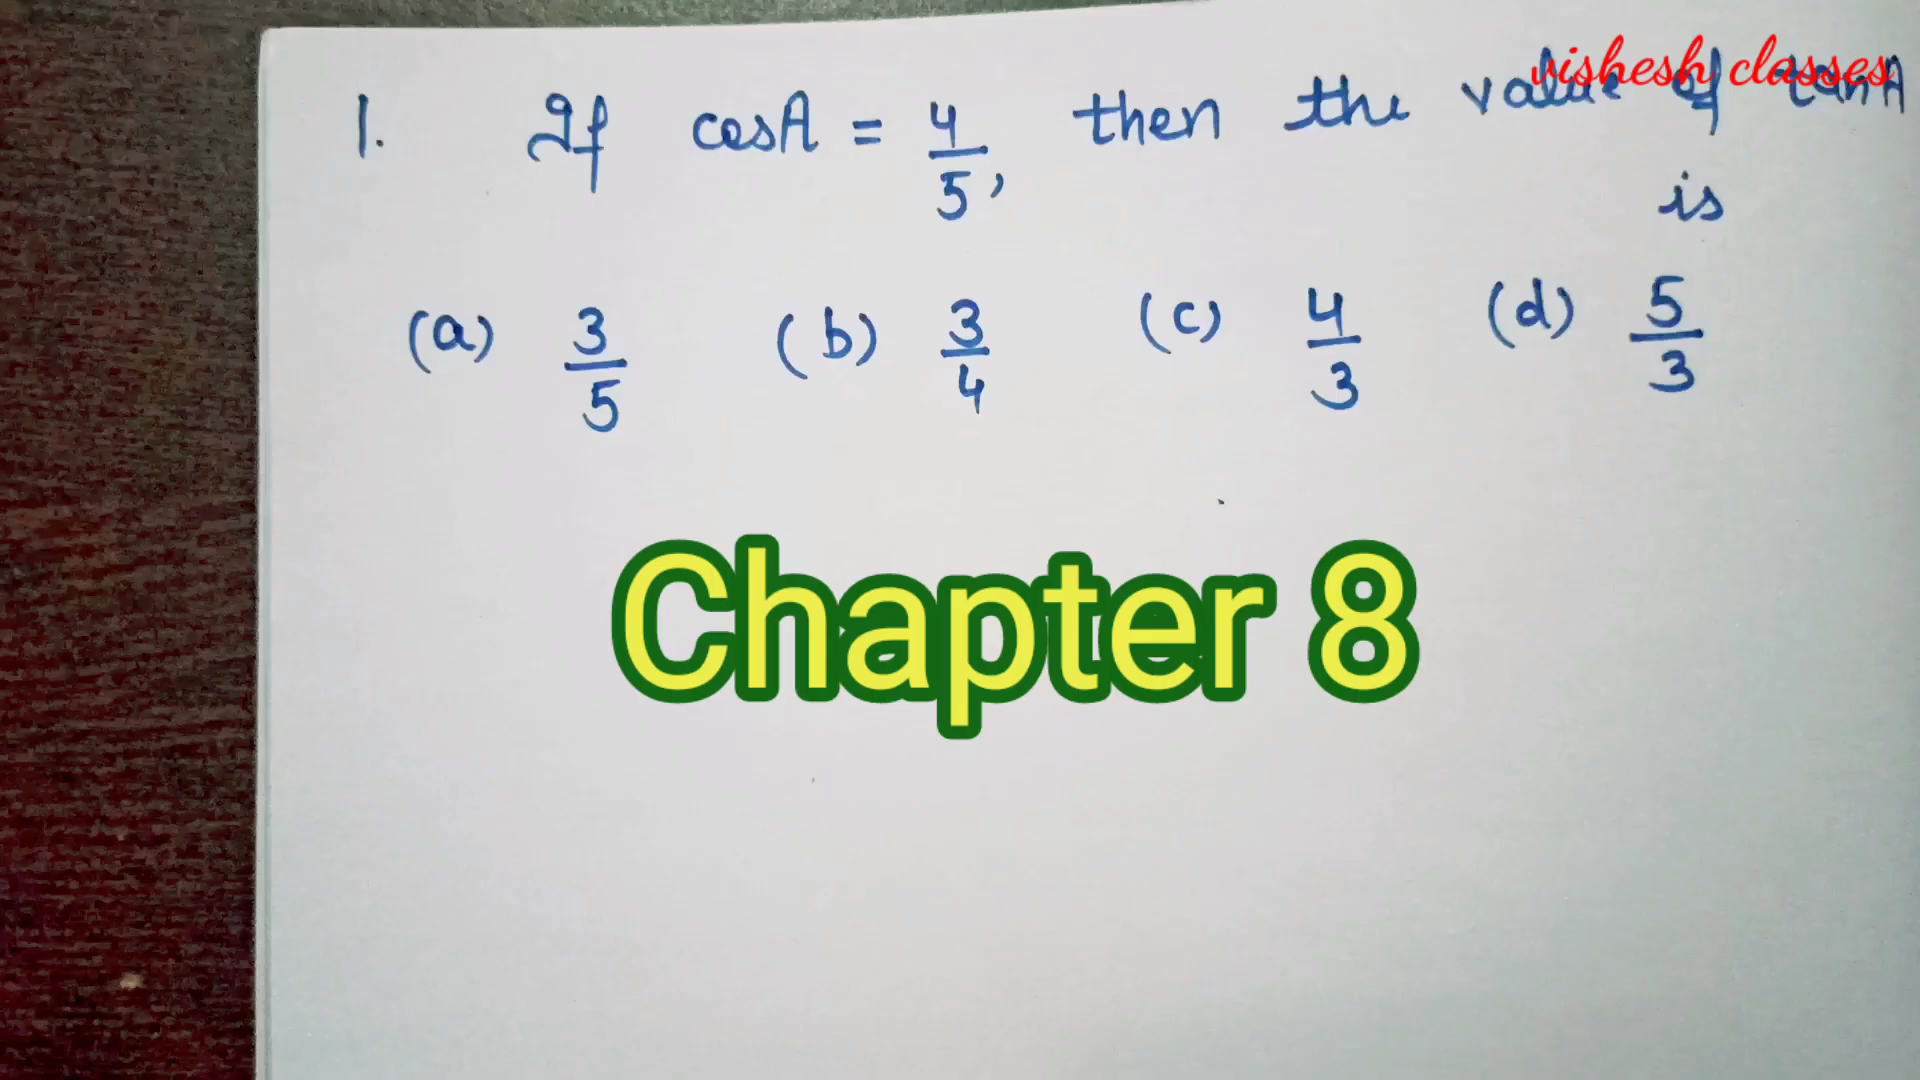 vishesh classes
1. If cosA = 4/5, then the value of tanA
is
(a) 3/5 (b) 3/4 (c) 4/3 (d) 5/3
Chapter 8